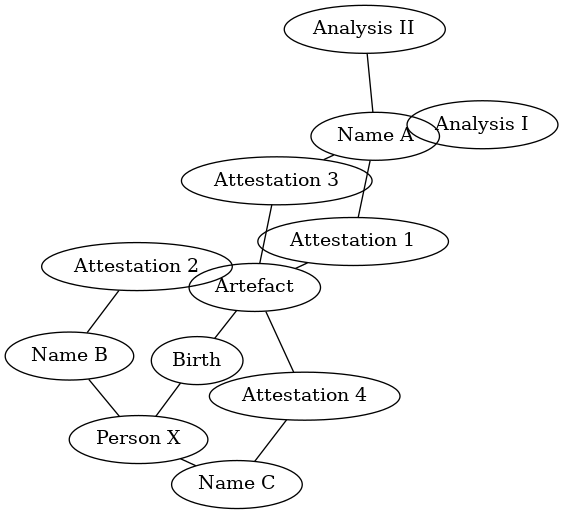 Analysis II
Analysis I
Name A
Attestation 3
Attestation 1
Attestation 2
Artefact
Name B
Birth
Attestation 4
Person X
Name C